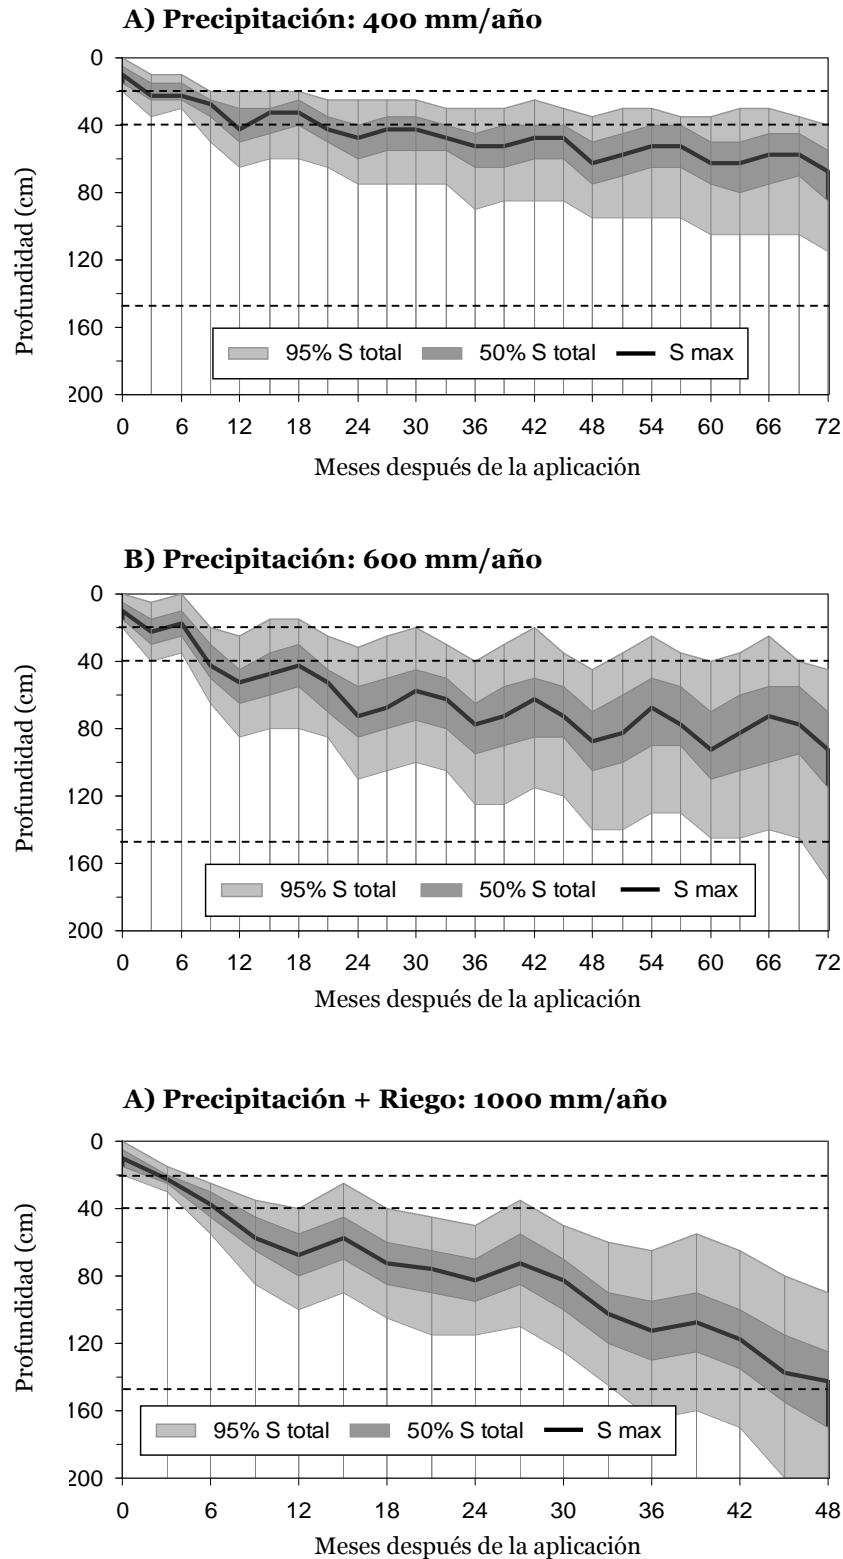 A) Precipitación: 400 mm/año
0
40
80
120
160
200
Profundidad (cm)
95% S total 50% S total S max
0 6 12 18 24 30 36 42 48 54 60 66 72
Meses después de la aplicación
B) Precipitación: 600 mm/año
0
40
80
120
160
200
Profundidad (cm)
95% S total 50% S total S max
0 6 12 18 24 30 36 42 48 54 60 66 72
Meses después de la aplicación
A) Precipitación + Riego: 1000 mm/año
0
40
80
120
160
200
Profundidad (cm)
95% S total 50% S total S max
0 6 12 18 24 30 36 42 48
Meses después de la aplicación